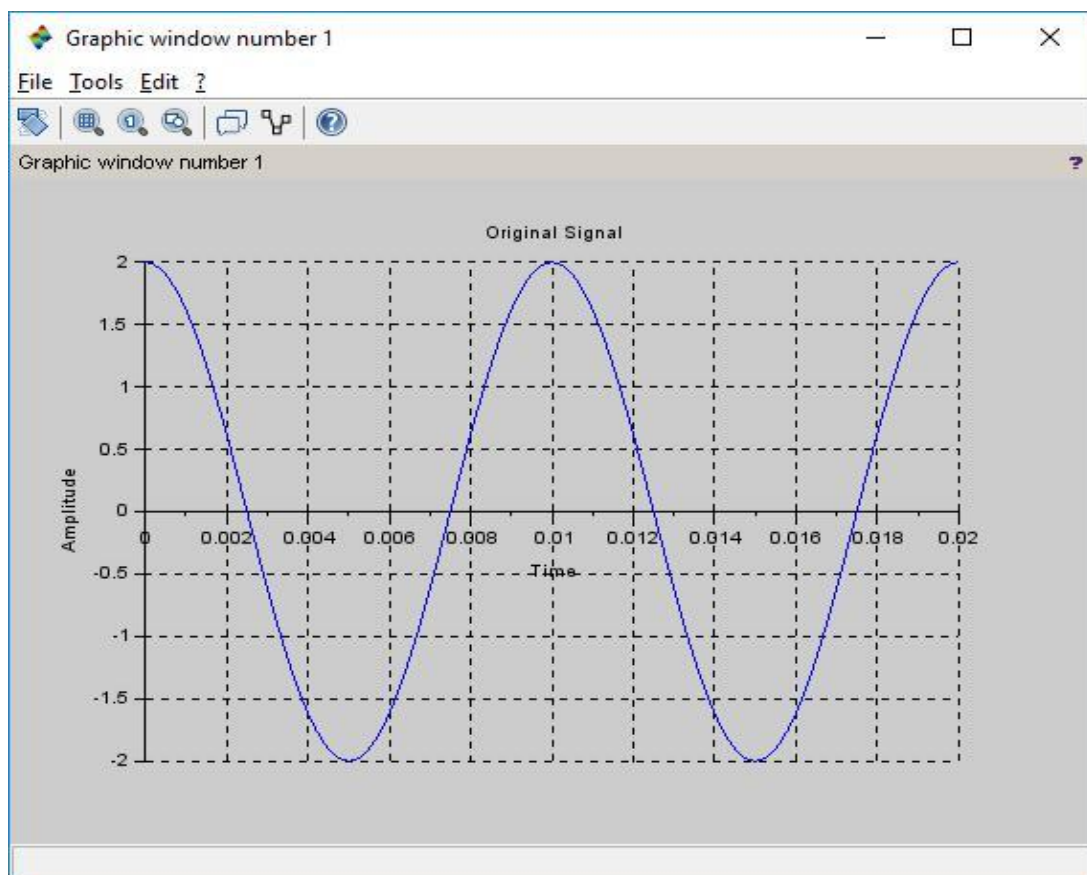 Graphic window number 1
File Tools Edit ?
Graphic window number 1 ?
Original Signal
2
1.5
1
0.5
0
-0.5
-1
-1.5
-2
Amplitude
0 0.002 0.004 0.006 0.008 0.01 0.012 0.014 0.016 0.018 0.02
Time